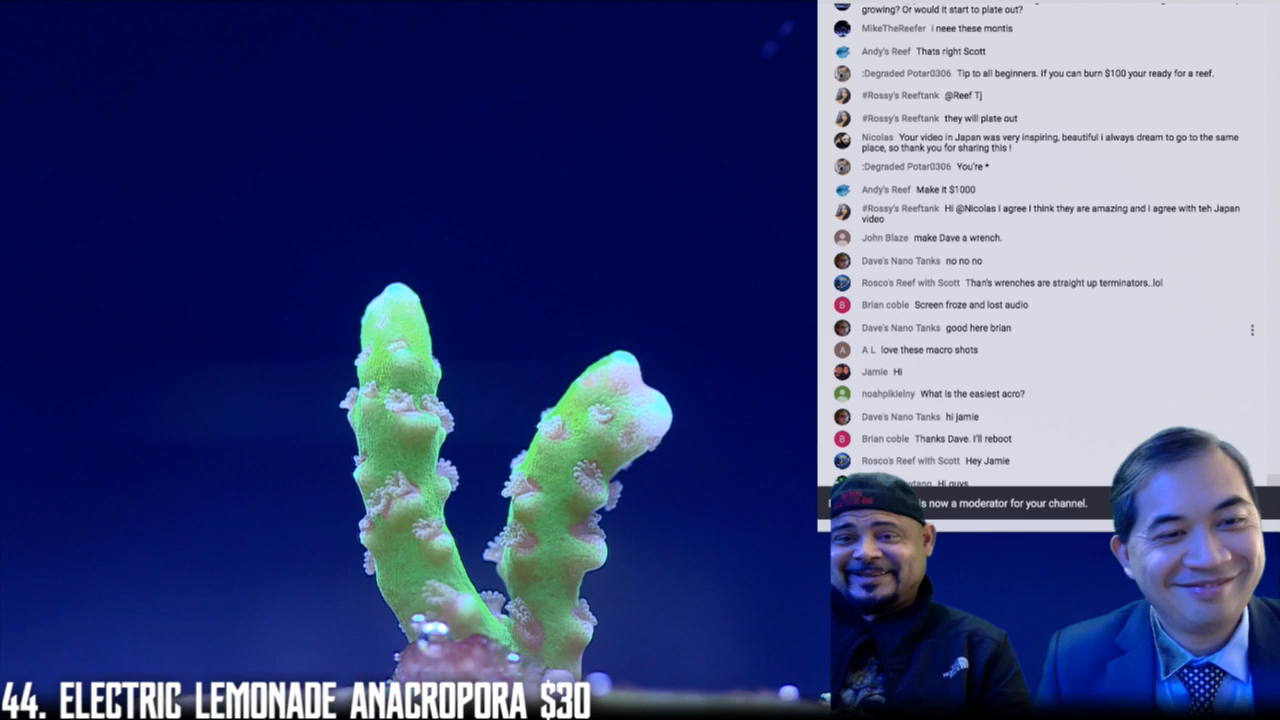 growing? Or would it start to plate out?
MikeTheReefer i neee these montis
Andy's Reef Thats right Scott
:Degraded Potar0306 Tip to all beginners. If you can burn $100 your ready for a reef.
#Rossy's Reeftank @Reef Tj
#Rossy's Reeftank they will plate out
Nicolas Your video in Japan was very inspiring, beautiful i always dream to go to the same
place, so thank you for sharing this !
:Degraded Potar0306 You're *
Andy's Reef Make it $1000
#Rossy's Reeftank Hi @Nicolas I agree I think they are amazing and I agree with teh Japan
video
John Blaze make Dave a wrench.
Dave's Nano Tanks no no no
Rosco's Reef with Scott Than's wrenches are straight up terminators..lol
B Brian coble Screen froze and lost audio
Dave's Nano Tanks good here brian
A A L love these macro shots
Jamie Hi
noahpikielny What is the easiest acro?
Dave's Nano Tanks hi jamie
B Brian coble Thanks Dave. I'll reboot
Rosco's Reef with Scott Hey Jamie
Hi guys
is now a moderator for your channel.
44. ELECTRIC LEMONADE ANACROPORA $30